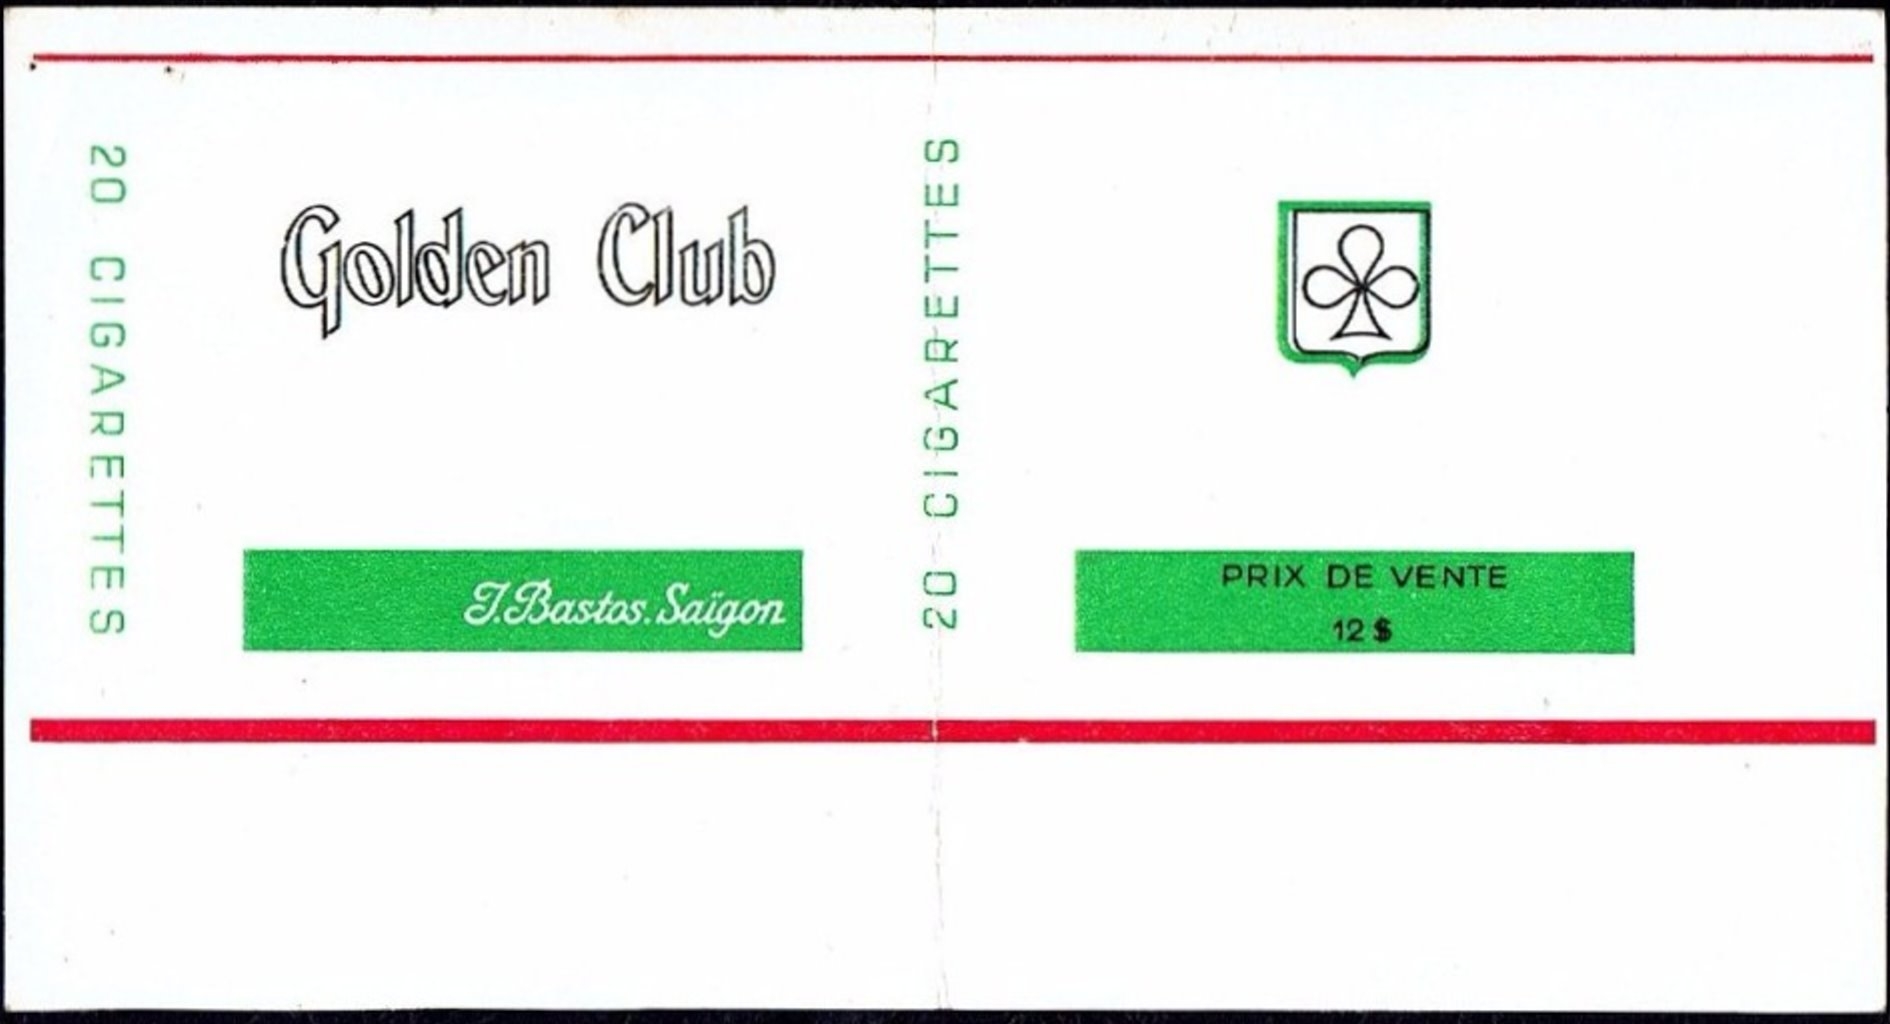 20 CIGARETTES
Golden Club
J. Bastos. Saïgon
20 CIGARETTES
PRIX DE VENTE
12 $